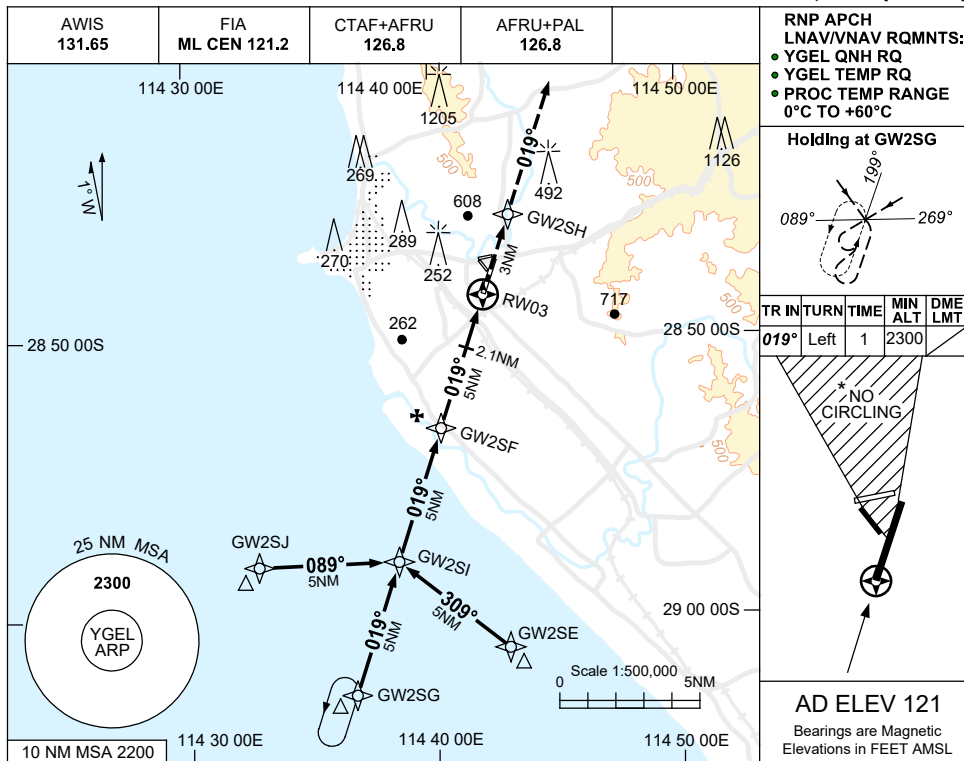 AWIS
131.65
FIA
ML CEN 121.2
CTAF+AFRU
126.8
AFRU+PAL
126.8
RNP APCH
LNAV/VNAV RQMNTS:
YGEL QNH RQ
YGEL TEMP RQ
PROC TEMP RANGE
0°C TO +60°C
114 30 00E
114 40 00E
114 50 00E
1205
500
019°
1126
269
492
500
1° W
608
GW2SH
289
270
252
3NM
RW03
717
500
262
28 50 00S
28 50 00S
2.1NM
019°
5NM
GW2SF
500
019°
5NM
25 NM MSA
2300
YGEL
ARP
GW2SJ
089°
5NM
GW2SI
309°
5NM
GW2SE
29 00 00S
019°
5NM
GW2SG
Scale 1:500,000
0
5NM
114 30 00E
114 40 00E
114 50 00E
10 NM MSA 2200
Holding at GW2SG
199°
089°
269°
TR IN TURN TIME MIN ALT DME LMT
019° Left 1 2300
* NO
CIRCLING
AD ELEV 121
Bearings are Magnetic
Elevations in FEET AMSL